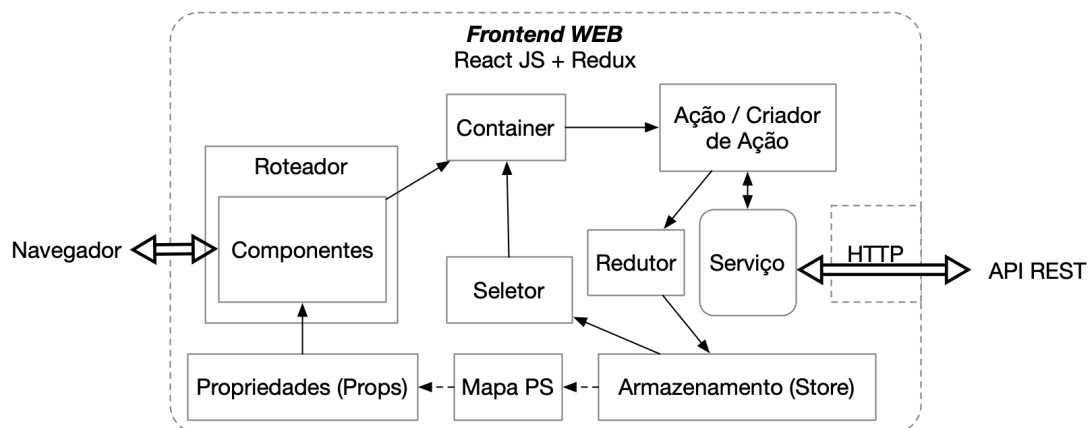 Frontend WEB
React JS + Redux
Container
Ação / Criador
de Ação
Roteador
Navegador
Componentes
Seletor
Redutor
Serviço
HTTP
API REST
Propriedades (Props)
Mapa PS
Armazenamento (Store)